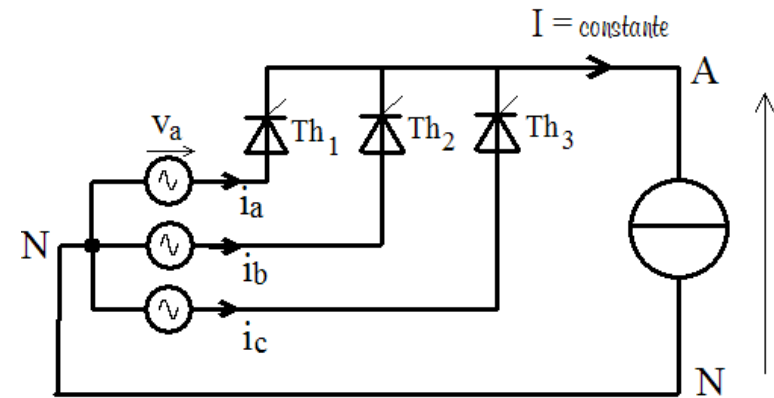 I = constante
A
Th1
Th2
Th3
va
ia
N
ib
ic
N